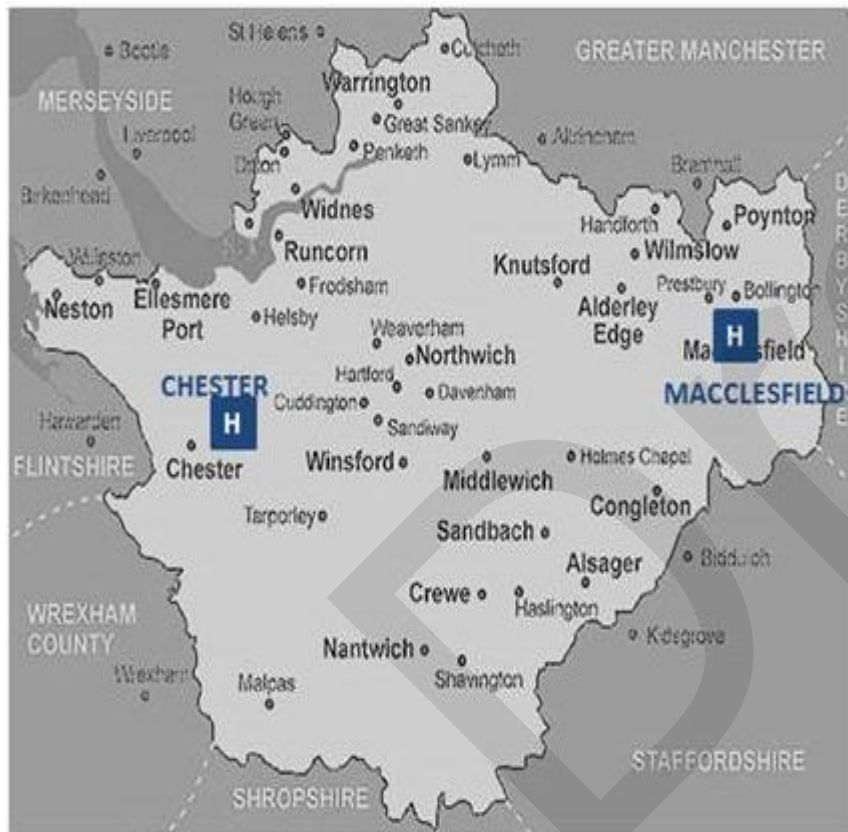 St Helens
Culcheth
Bootle
GREATER MANCHESTER
Warrington
MERSEYSIDE
Hough
Green
Great Sankey
Liverpool
Altrincham
Ditton
Penketh
Lymm
Bramhall
Birkenhead
DERBYSHIRE
Widnes
Handforth
Poynton
Runcorn
Wilmslow
Knutsford
Neston
Ellesmere
Port
Frodsham
Alderley
Edge
Prestbury
Bollington
Helsby
Weaverham
H
Northwich
CHESTER
Hartford
MACCLESFIELD
Cuddington
Davenham
Hawarden
H
Sandiway
FLINTSHIRE
Chester
Winsford
Middlewich
Holmes Chapel
Congleton
Tarporley
Sandbach
Alsager
Biddulph
Crewe
Haslington
WREXHAM
COUNTY
Kidsgrove
Nantwich
Shavington
Wrexham
Malpas
STAFFORDSHIRE
SHROPSHIRE